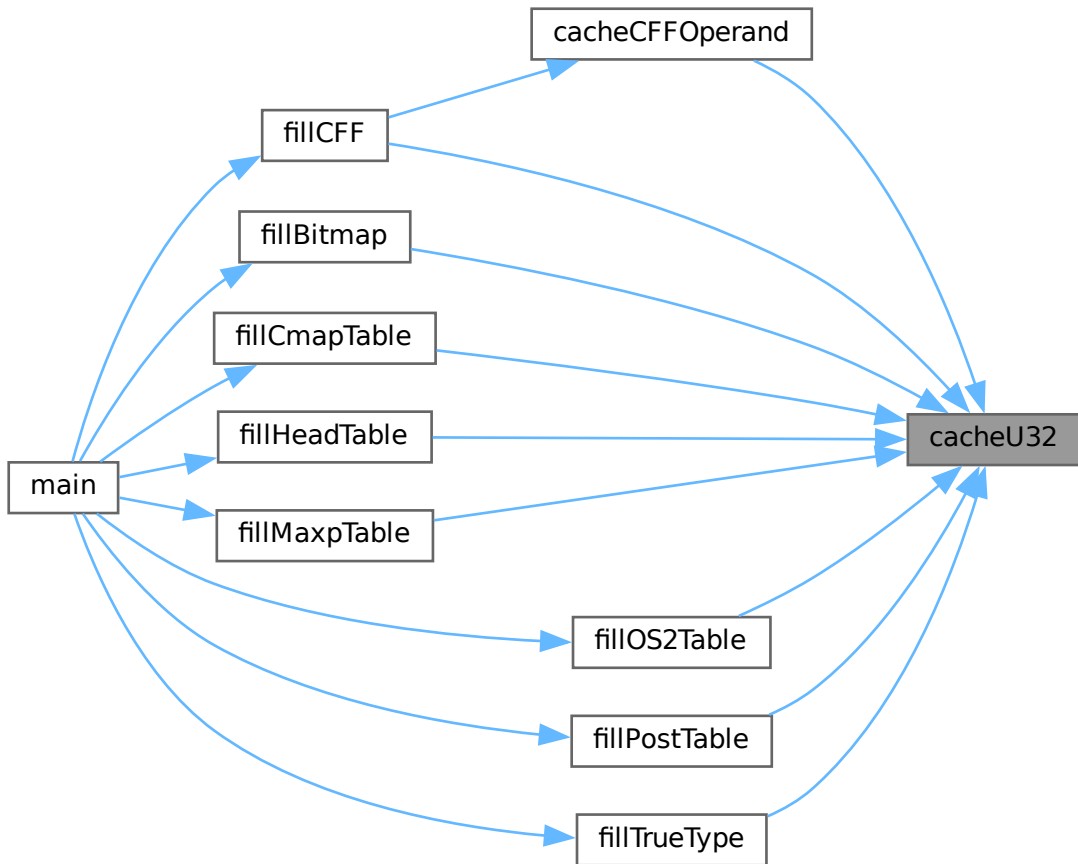 cacheCFFOperand
fillCFF
fillBitmap
fillCmapTable
fillHeadTable
cacheU32
main
fillMaxpTable
fillOS2Table
fillPostTable
fillTrueType